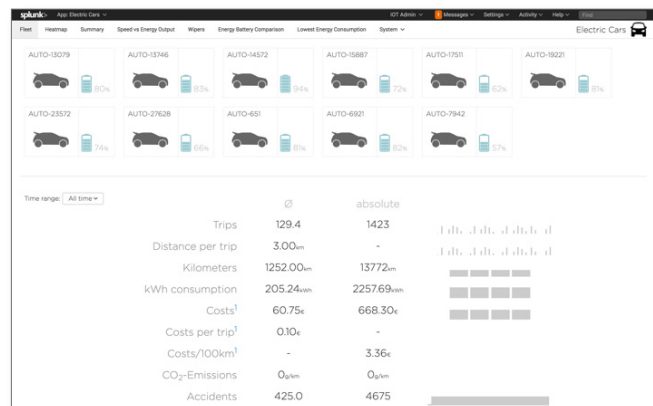 splunk> App: Electric Cars IOT Admin 1 Messages Settings Activity Help Find
Fleet Heatmap Summary Speed vs Energy Output Wipers Energy Battery Comparison Lowest Energy Consumption System Electric Cars
AUTO-13079 AUTO-13746 AUTO-14572 AUTO-15887 AUTO-17511 AUTO-19221
80% 83% 94% 72% 62% 81%
AUTO-23572 AUTO-27628 AUTO-651 AUTO-6921 AUTO-7942
74% 66% 81% 82% 57%
Time range: All time
Ø absolute
Trips 129.4 1423
Distance per trip 3.00km -
Kilometers 1252.00km 13772km
kWh consumption 205.24kWh 2257.69kWh
Costs¹ 60.75€ 668.30€
Costs per trip¹ 0.10€ -
Costs/100km¹ - 3.36€
CO₂-Emissions 0g/km 0g/km
Accidents 425.0 4675